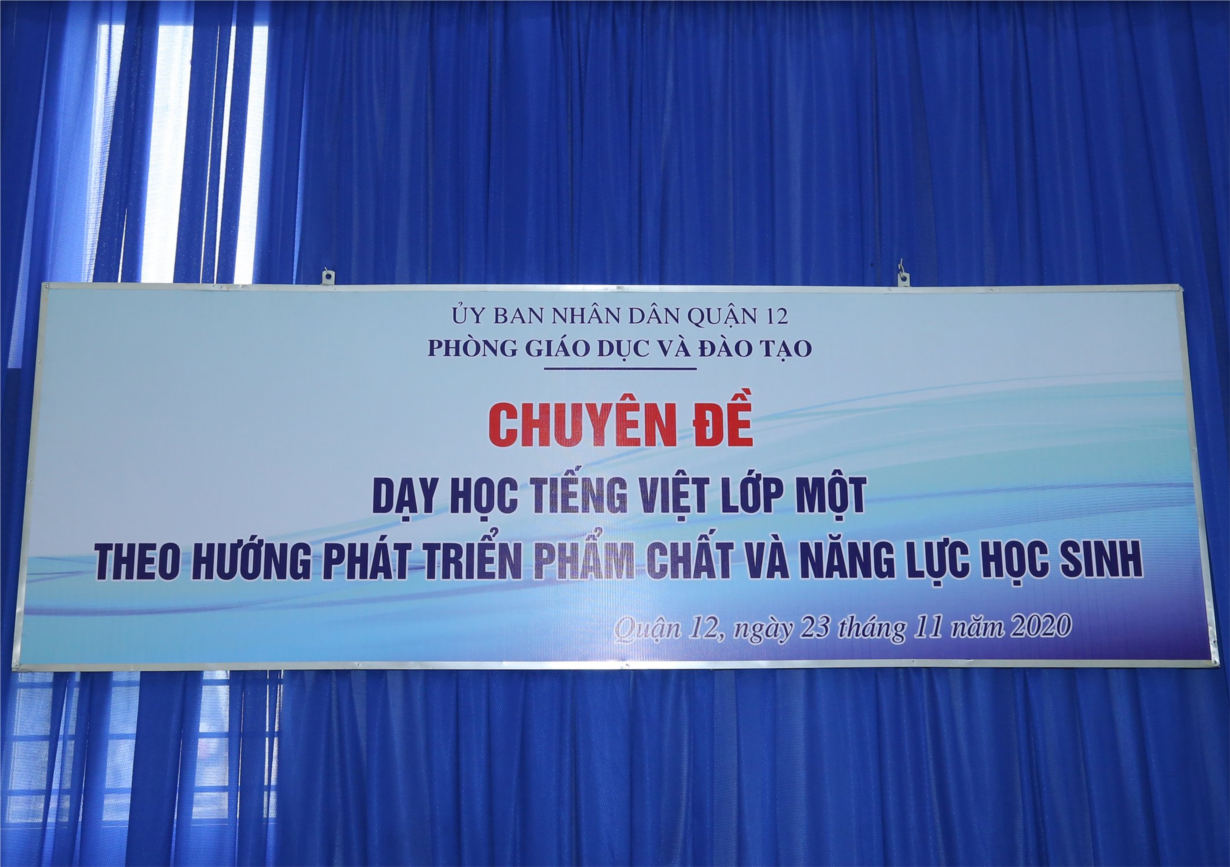 ỦY BAN NHÂN DÂN QUẬN 12
PHÒNG GIÁO DỤC VÀ ĐÀO TẠO
CHUYÊN ĐỀ
DẠY HỌC TIẾNG VIỆT LỚP MỘT
THEO HƯỚNG PHÁT TRIỂN PHẨM CHẤT VÀ NĂNG LỰC HỌC SINH
Quận 12, ngày 23 tháng 11 năm 2020